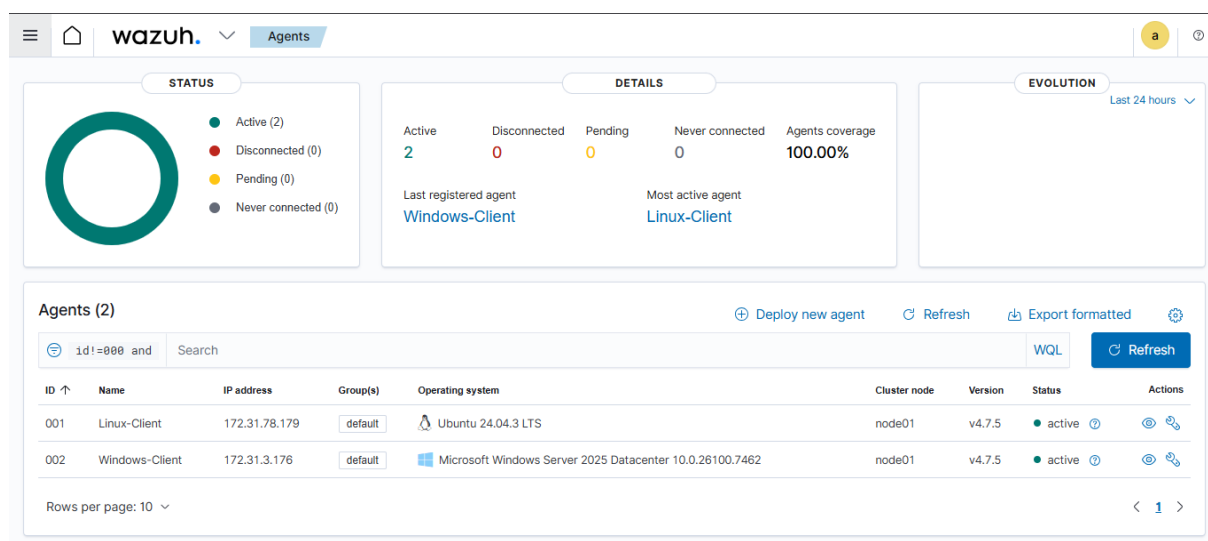 wazuh. Agents a
STATUS
Active (2)
Disconnected (0)
Pending (0)
Never connected (0)
DETAILS
Active Disconnected Pending Never connected Agents coverage
2 0 0 0 100.00%
Last registered agent Most active agent
Windows-Client Linux-Client
EVOLUTION
Last 24 hours
Agents (2)
Deploy new agent Refresh Export formatted
id!=000 and Search WQL Refresh
ID Name IP address Group(s) Operating system Cluster node Version Status Actions
001 Linux-Client 172.31.78.179 default Ubuntu 24.04.3 LTS node01 v4.7.5 active
002 Windows-Client 172.31.3.176 default Microsoft Windows Server 2025 Datacenter 10.0.26100.7462 node01 v4.7.5 active
Rows per page: 10 1